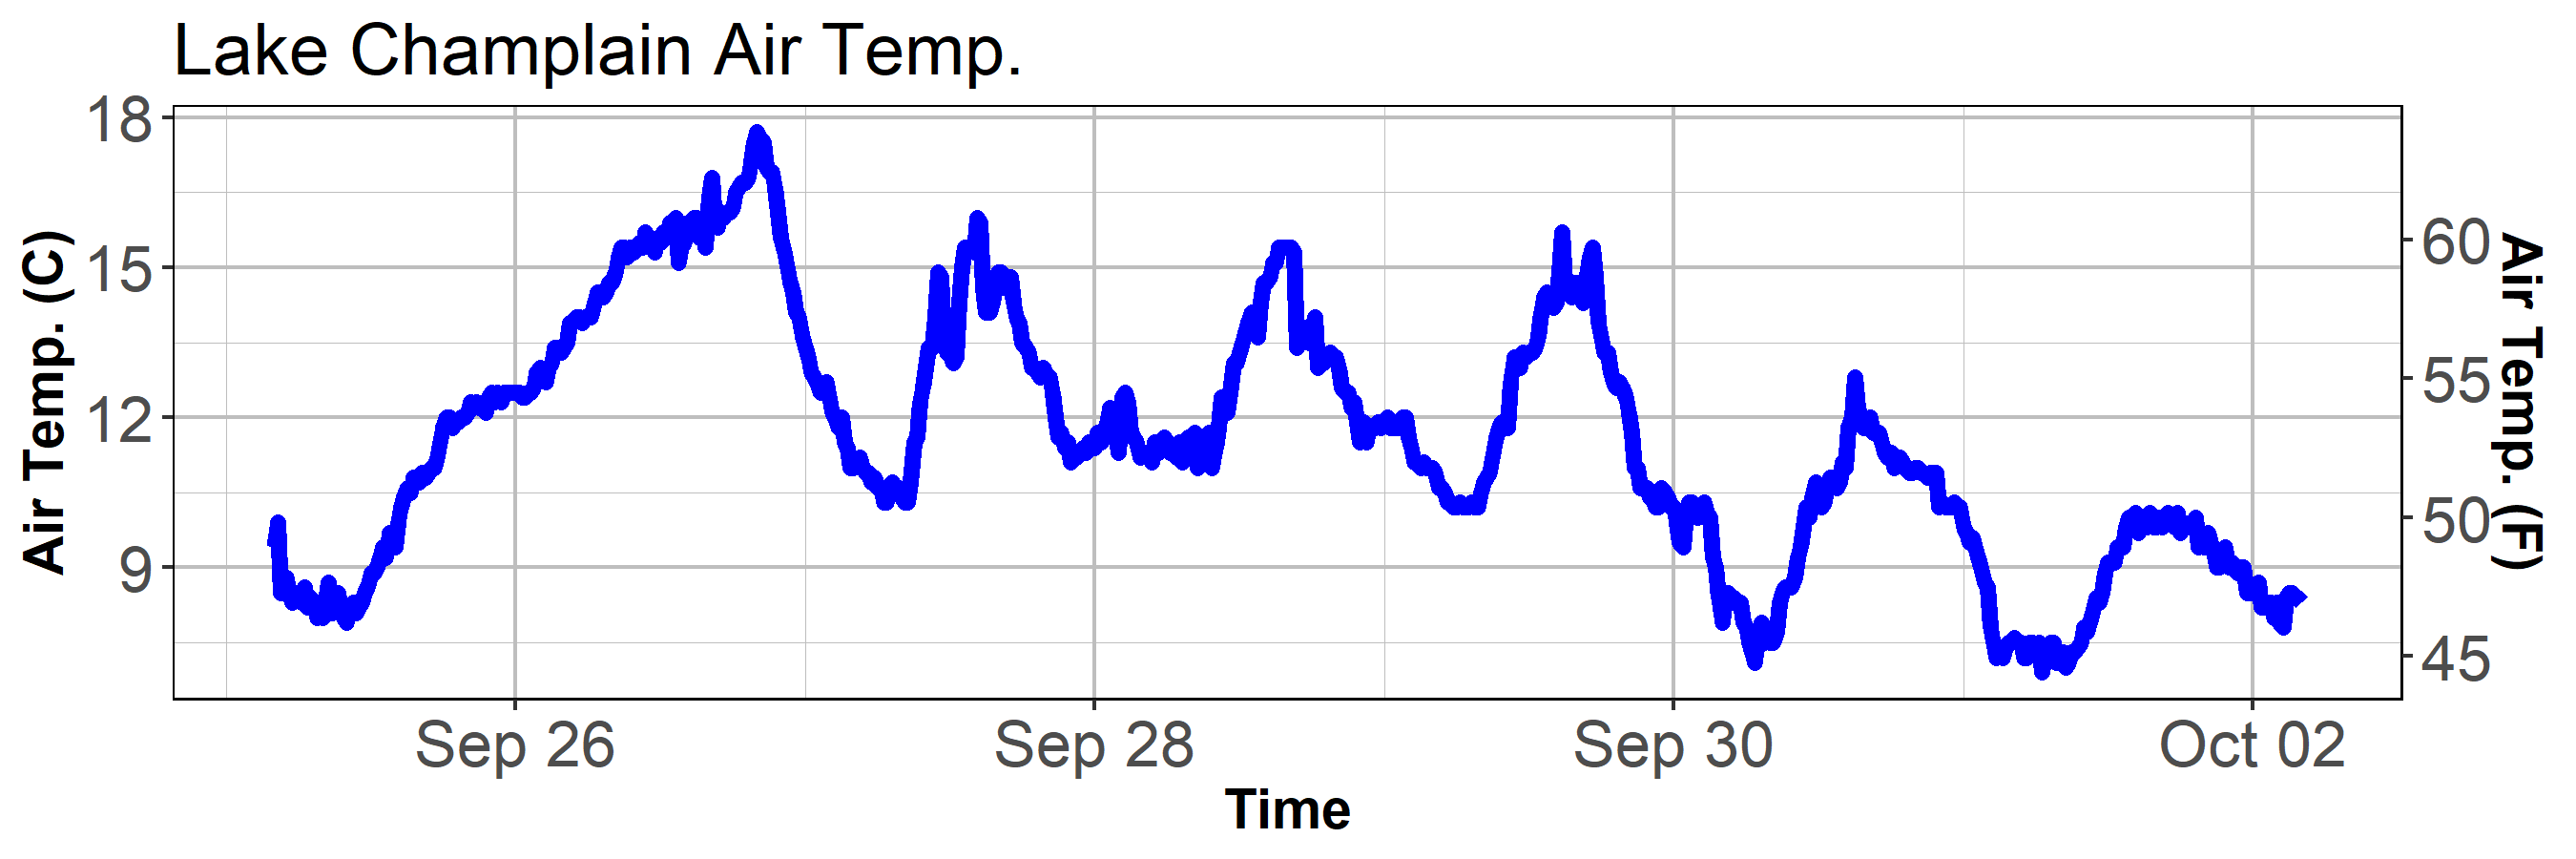 Lake Champlain Air Temp.
18
15
12
9
Air Temp. (C)
60
55
50
45
Air Temp. (F)
Sep 26
Sep 28
Sep 30
Oct 02
Time